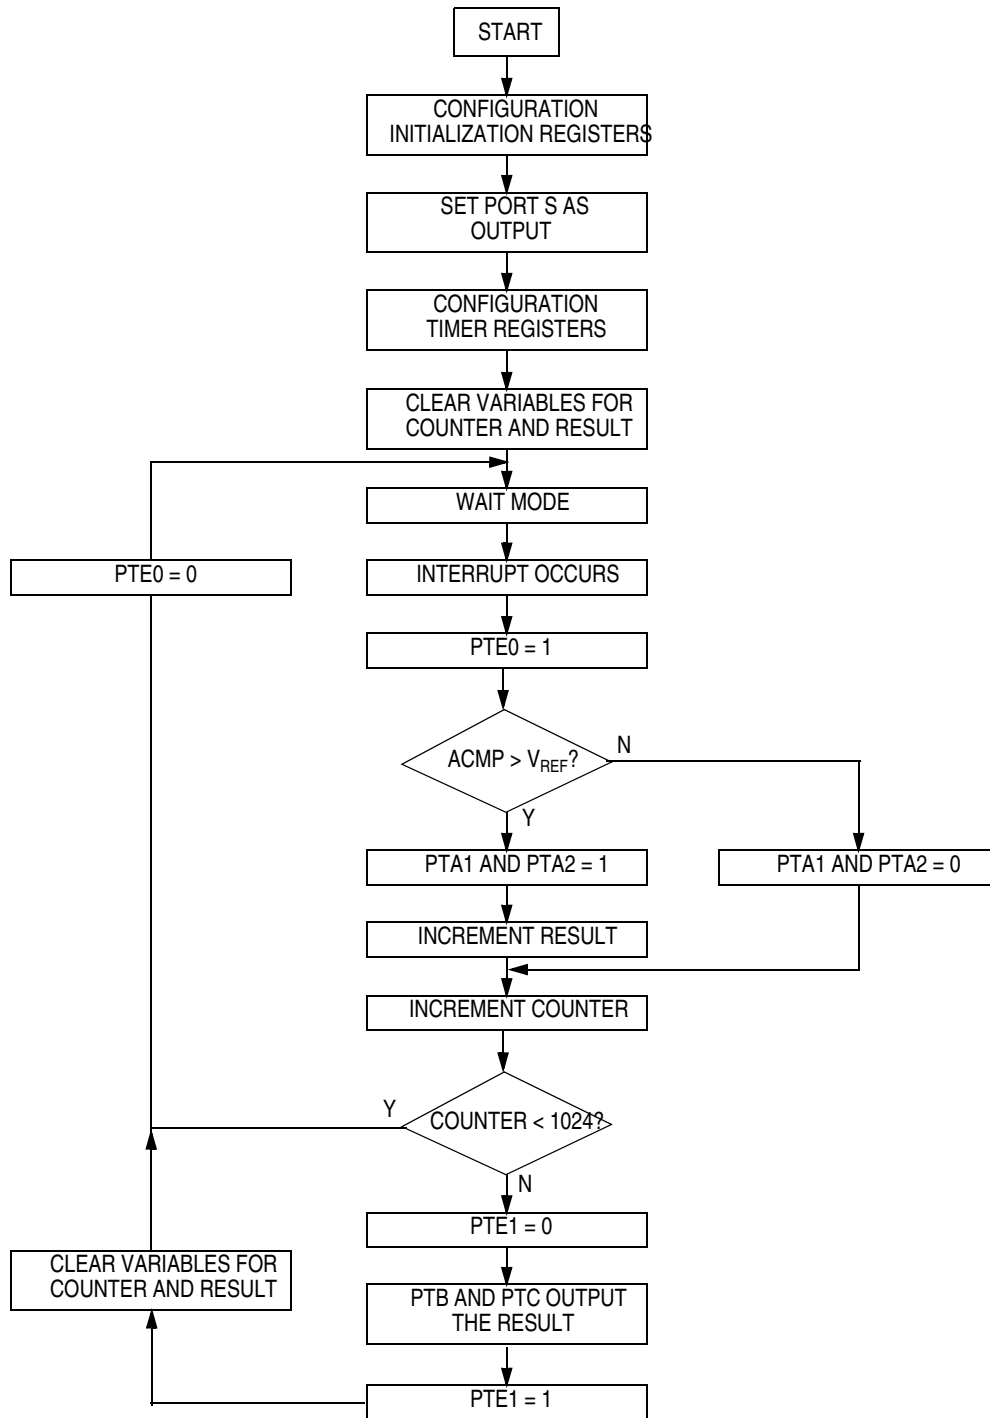 START
CONFIGURATION
INITIALIZATION REGISTERS
SET PORT S AS
OUTPUT
CONFIGURATION
TIMER REGISTERS
CLEAR VARIABLES FOR
COUNTER AND RESULT
WAIT MODE
PTE0 = 0
INTERRUPT OCCURS
PTE0 = 1
ACMP > VREF?
N
Y
PTA1 AND PTA2 = 1
PTA1 AND PTA2 = 0
INCREMENT RESULT
INCREMENT COUNTER
Y
COUNTER < 1024?
N
PTE1 = 0
CLEAR VARIABLES FOR
COUNTER AND RESULT
PTB AND PTC OUTPUT
THE RESULT
PTE1 = 1